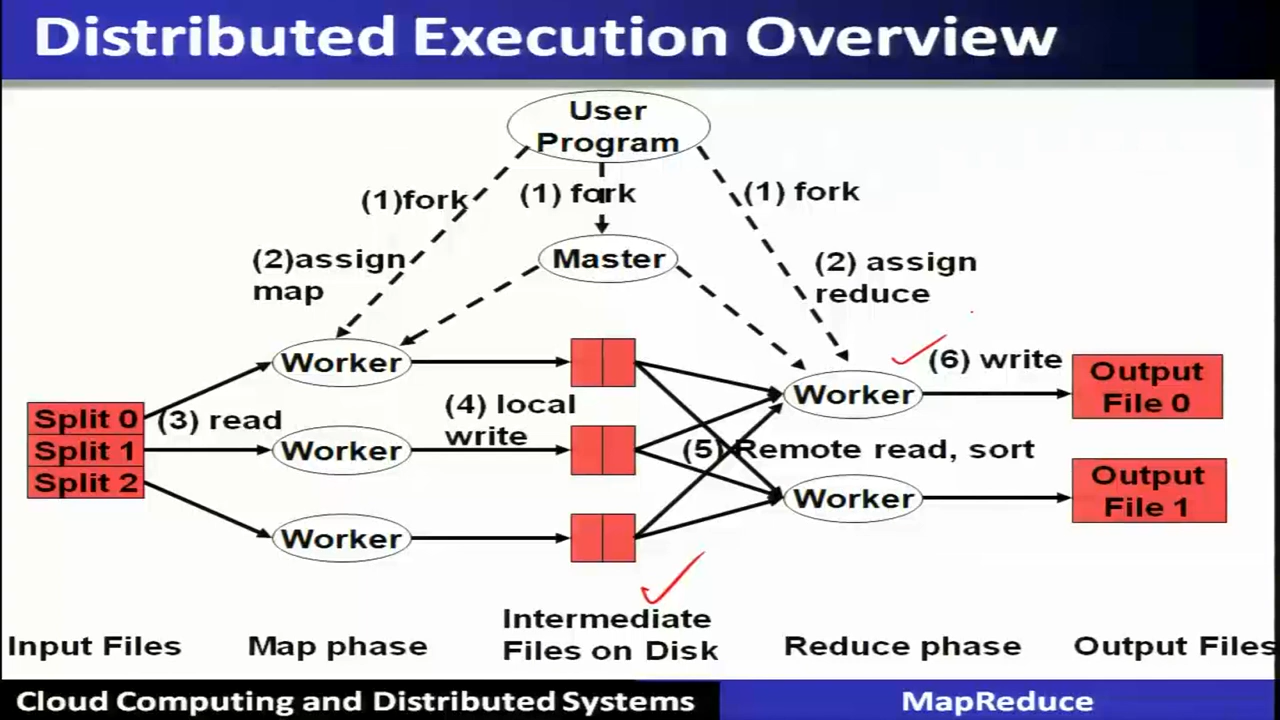 Distributed Execution Overview
User
Program
(1)fork
(1) fork
(1) fork
(2)assign
map
Master
(2) assign
reduce
Worker
(6) write
Output
File 0
Worker
Split 0
(3) read
(4) local
write
Split 1
Worker
(5) Remote read, sort
Split 2
Output
File 1
Worker
Worker
Intermediate
Files on Disk
Input Files
Map phase
Reduce phase
Output Files
Cloud Computing and Distributed Systems
MapReduce